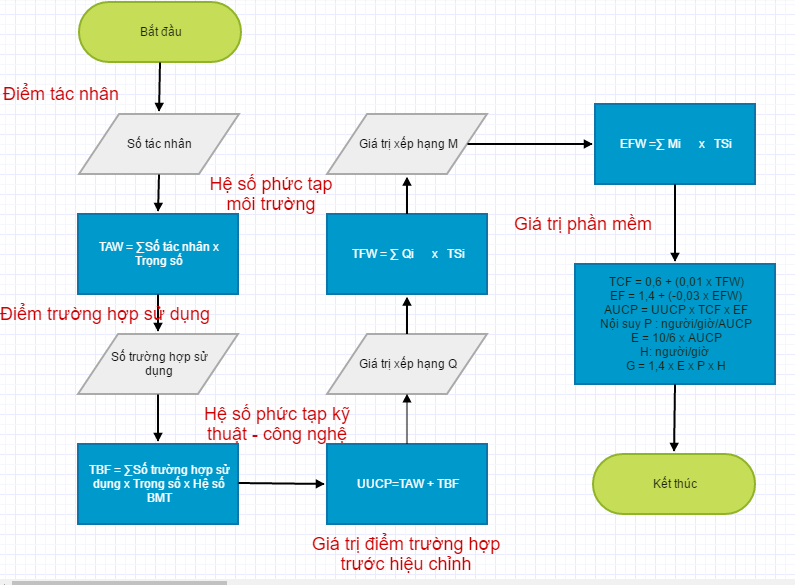 Bắt đầu
Điểm tác nhân
Số tác nhân
TAW = ∑Số tác nhân x
Trọng số
Điểm trường hợp sử dụng
Số trường hợp sử
dụng
TBF = ∑Số trường hợp sử
dụng x Trọng số x Hệ số
BMT
UUCP=TAW + TBF
Giá trị điểm trường hợp
trước hiệu chỉnh
Hệ số phức tạp kỹ
thuật - công nghệ
Giá trị xếp hạng Q
TFW = ∑ Qi x TSi
Hệ số phức tạp
môi trường
Giá trị xếp hạng M
EFW =∑ Mi x TSi
Giá trị phần mềm
TCF = 0,6 + (0,01 x TFW)
EF = 1,4 + (-0,03 x EFW)
AUCP = UUCP x TCF x EF
Nội suy P : người/giờ/AUCP
E = 10/6 x AUCP
H: người/giờ
G = 1,4 x E x P x H
Kết thúc